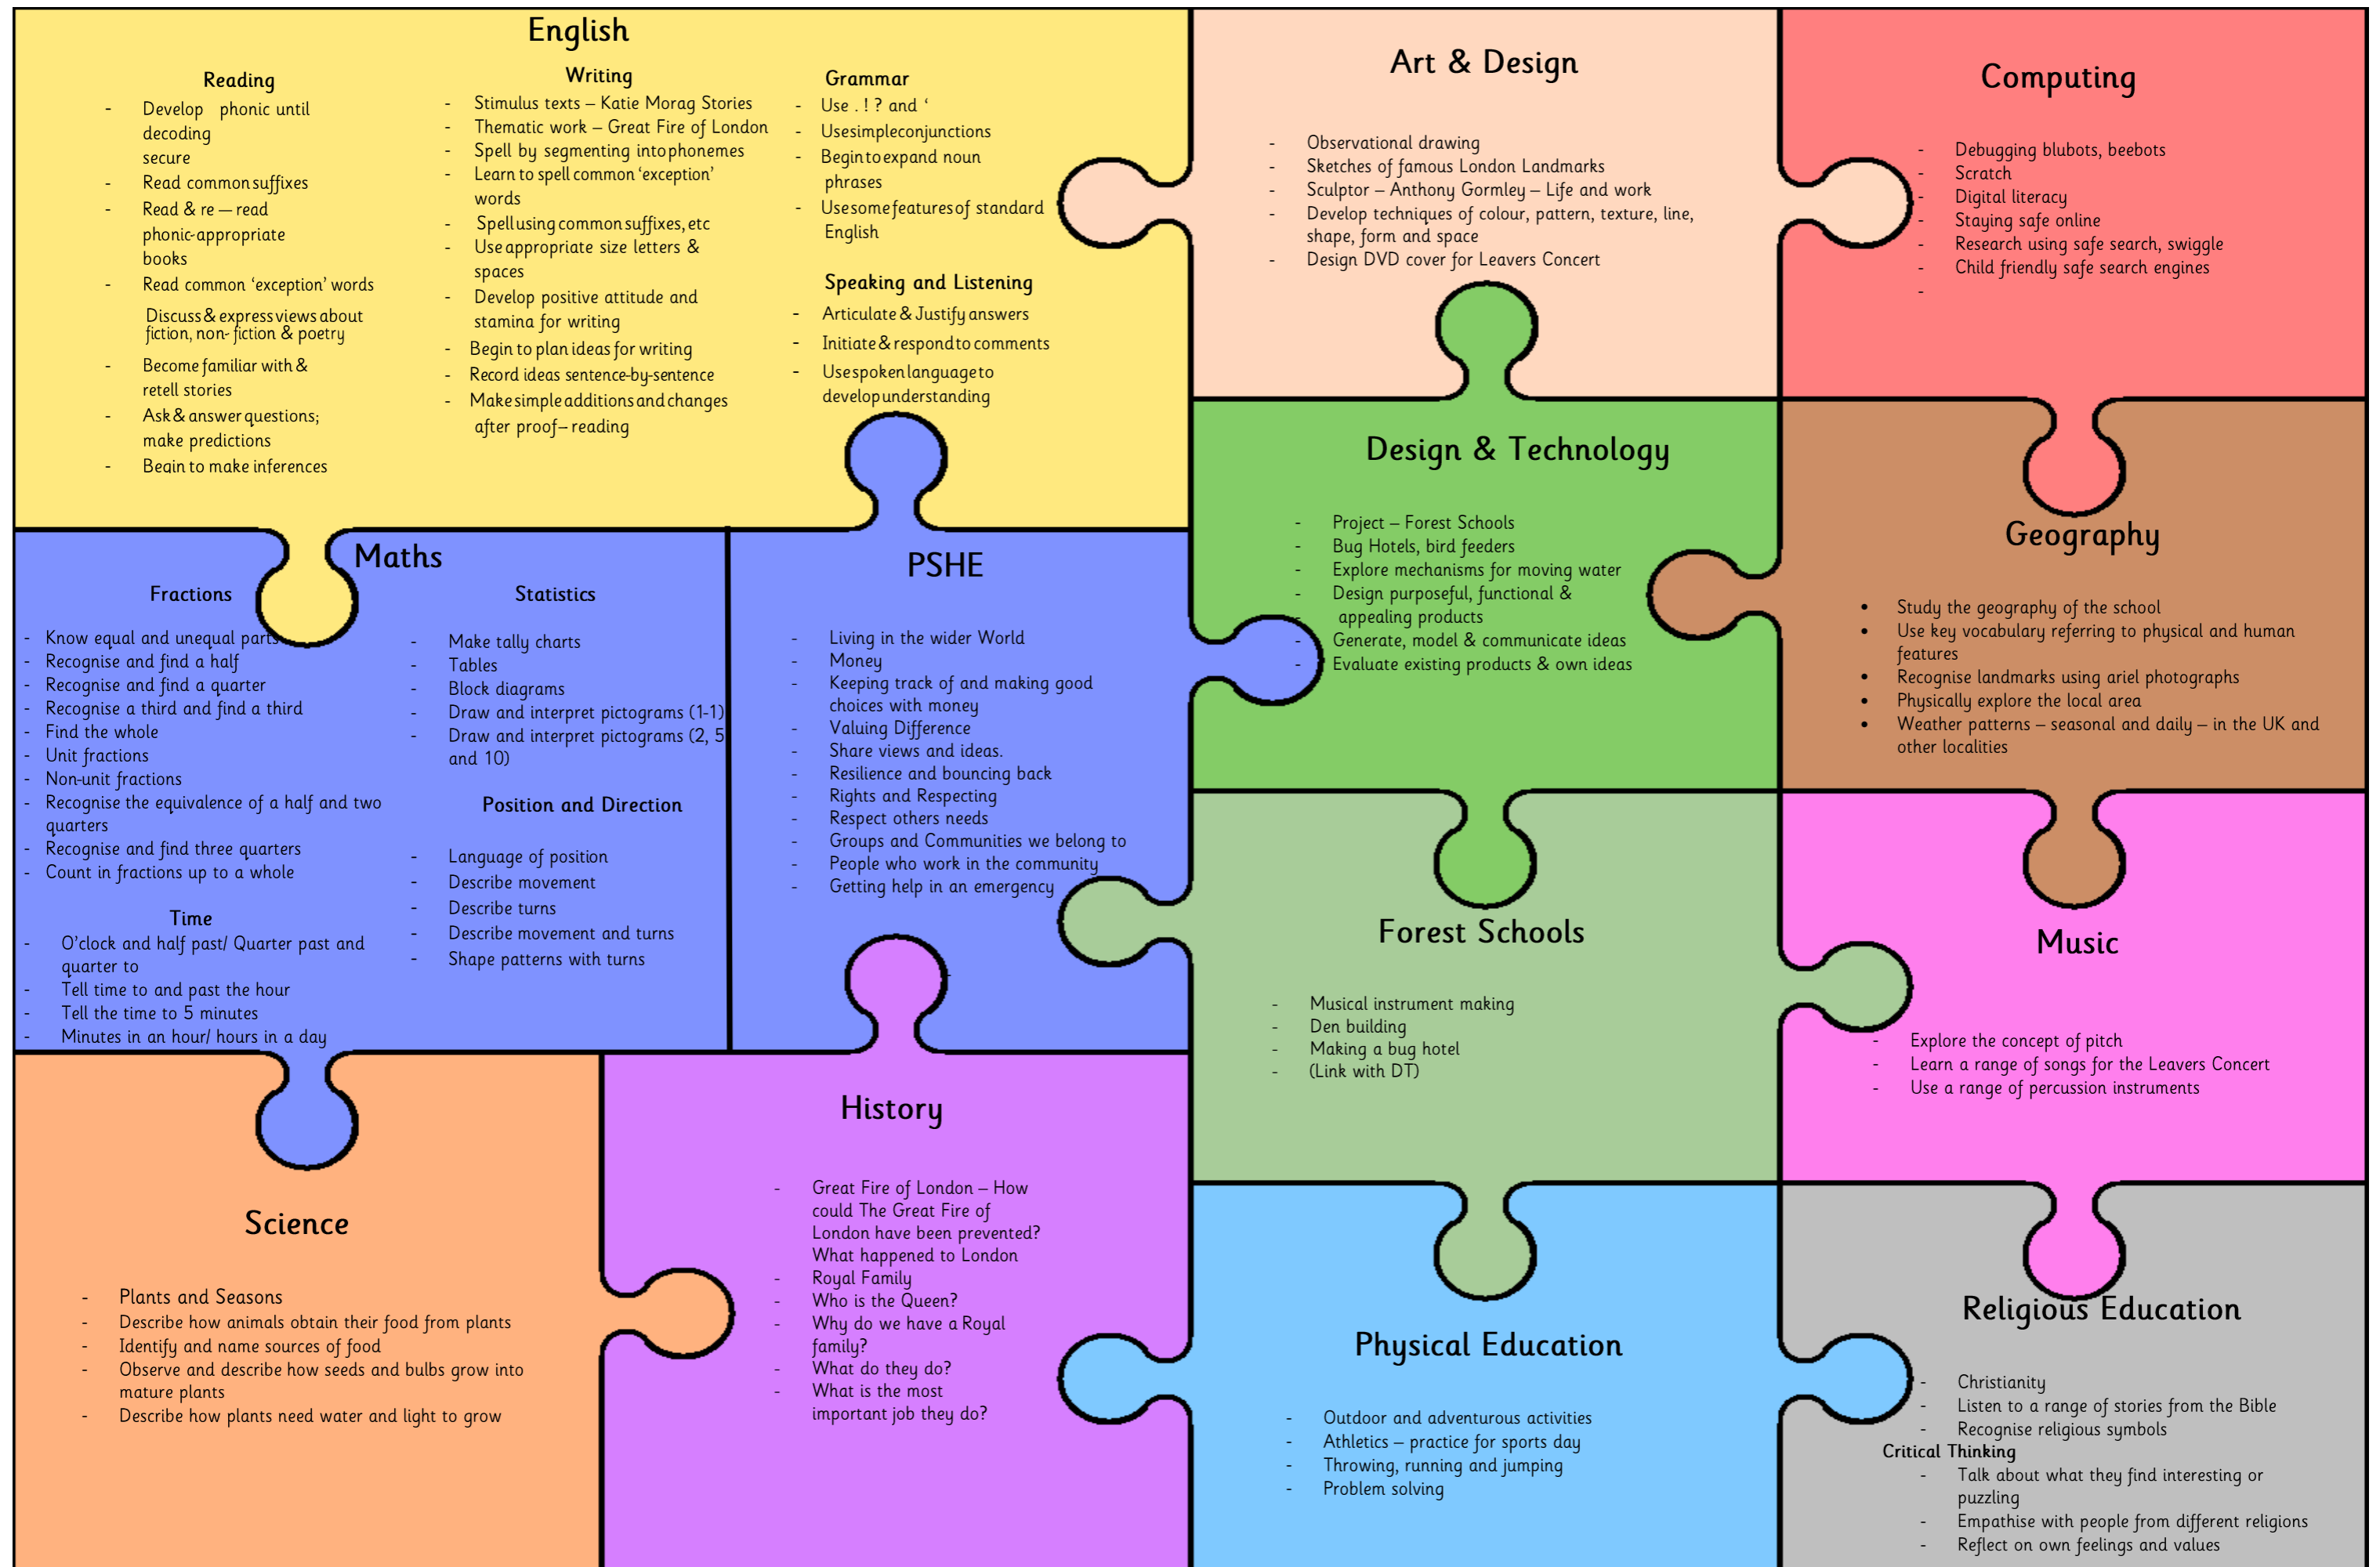 English
Reading
- Develop phonic until
decoding
secure
- Read common suffixes
- Read & re – read
phonic-appropriate
books
- Read common ‘exception’ words
Discuss & express views about
fiction, non- fiction & poetry
- Become familiar with &
retell stories
- Ask & answer questions;
make predictions
- Begin to make inferences
Writing
- Stimulus texts – Katie Morag Stories
- Thematic work – Great Fire of London
- Spell by segmenting into phonemes
- Learn to spell common ‘exception’
words
- Spell using common suffixes, etc
- Use appropriate size letters &
spaces
- Develop positive attitude and
stamina for writing
- Begin to plan ideas for writing
- Record ideas sentence-by-sentence
- Make simple additions and changes
after proof– reading
Grammar
- Use . ! ? and ‘
- Use simple conjunctions
- Begin to expand noun
phrases
- Use some features of standard
English
Speaking and Listening
- Articulate & Justify answers
- Initiate & respond to comments
- Use spoken language to
develop understanding
Art & Design
- Observational drawing
- Sketches of famous London Landmarks
- Sculptor – Anthony Gormley – Life and work
- Develop techniques of colour, pattern, texture, line,
shape, form and space
- Design DVD cover for Leavers Concert
Computing
- Debugging blubots, beebots
- Scratch
- Digital literacy
- Staying safe online
- Research using safe search, swiggle
- Child friendly safe search engines
-
Maths
Fractions
- Know equal and unequal parts
- Recognise and find a half
- Recognise and find a quarter
- Recognise a third and find a third
- Find the whole
- Unit fractions
- Non-unit fractions
- Recognise the equivalence of a half and two
quarters
- Recognise and find three quarters
- Count in fractions up to a whole
Time
- O’clock and half past/ Quarter past and
quarter to
- Tell time to and past the hour
- Tell the time to 5 minutes
- Minutes in an hour/ hours in a day
Statistics
- Make tally charts
- Tables
- Block diagrams
- Draw and interpret pictograms (1-1)
- Draw and interpret pictograms (2, 5
and 10)
Position and Direction
- Language of position
- Describe movement
- Describe turns
- Describe movement and turns
- Shape patterns with turns
PSHE
- Living in the wider World
- Money
- Keeping track of and making good
choices with money
- Valuing Difference
- Share views and ideas.
- Resilience and bouncing back
- Rights and Respecting
- Respect others needs
- Groups and Communities we belong to
- People who work in the community
- Getting help in an emergency
-
Design & Technology
- Project – Forest Schools
- Bug Hotels, bird feeders
- Explore mechanisms for moving water
- Design purposeful, functional &
- appealing products
- Generate, model & communicate ideas
- Evaluate existing products & own ideas
Geography
• Study the geography of the school
• Use key vocabulary referring to physical and human
features
• Recognise landmarks using ariel photographs
• Physically explore the local area
• Weather patterns – seasonal and daily – in the UK and
other localities
Forest Schools
- Musical instrument making
- Den building
- Making a bug hotel
- (Link with DT)
Music
- Explore the concept of pitch
- Learn a range of songs for the Leavers Concert
- Use a range of percussion instruments
Science
- Plants and Seasons
- Describe how animals obtain their food from plants
- Identify and name sources of food
- Observe and describe how seeds and bulbs grow into
mature plants
- Describe how plants need water and light to grow
History
- Great Fire of London – How
could The Great Fire of
London have been prevented?
What happened to London
- Royal Family
- Who is the Queen?
- Why do we have a Royal
family?
- What do they do?
- What is the most
important job they do?
Physical Education
- Outdoor and adventurous activities
- Athletics – practice for sports day
- Throwing, running and jumping
- Problem solving
Religious Education
- Christianity
- Listen to a range of stories from the Bible
- Recognise religious symbols
Critical Thinking
- Talk about what they find interesting or
puzzling
- Empathise with people from different religions
- Reflect on own feelings and values